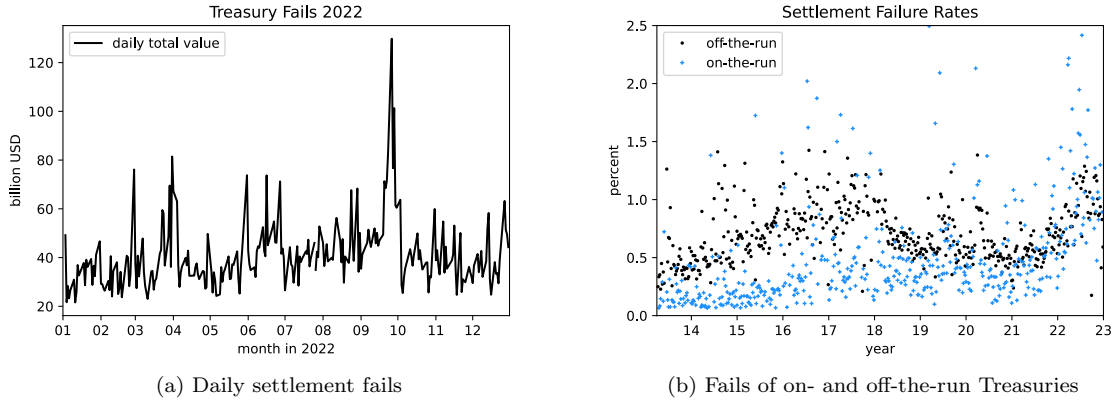 Treasury Fails 2022
daily total value
billion USD
120
100
80
60
40
20
01 02 03 04 05 06 07 08 09 10 11 12
month in 2022
(a) Daily settlement fails
Settlement Failure Rates
off-the-run
on-the-run
percent
2.5
2.0
1.5
1.0
0.5
0.0
14 15 16 17 18 19 20 21 22 23
year
(b) Fails of on- and off-the-run Treasuries